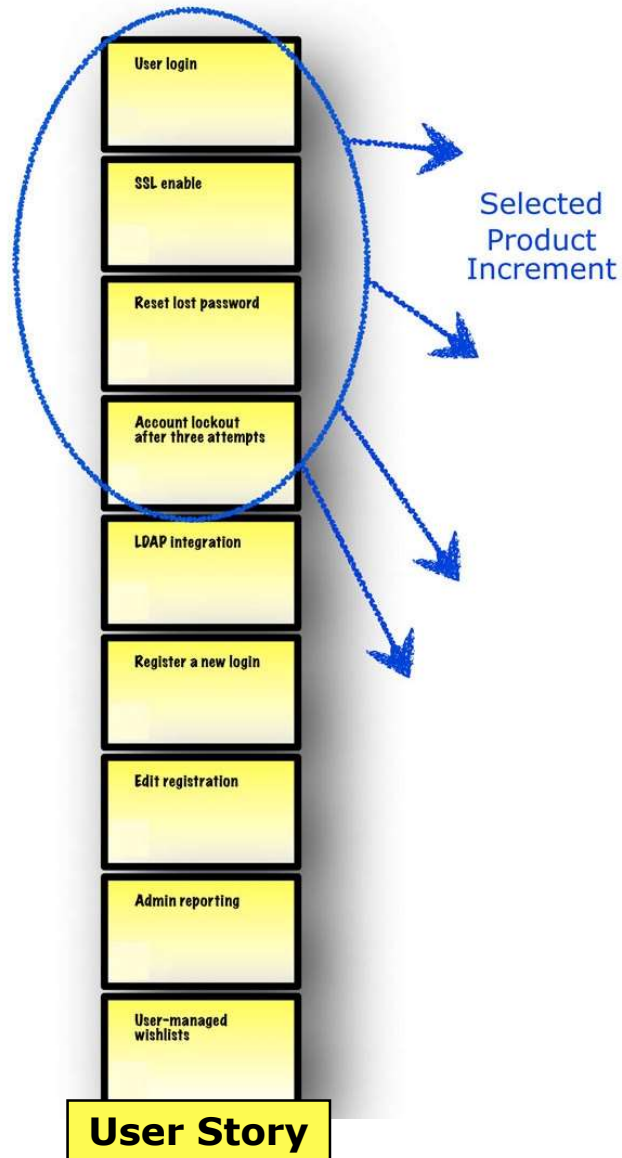 User login
SSL enable
Selected
Product
Increment
Reset lost password
Account lockout
after three attempts
LDAP integration
Register a new login
Edit registration
Admin reporting
User-managed
wishlists
User Story